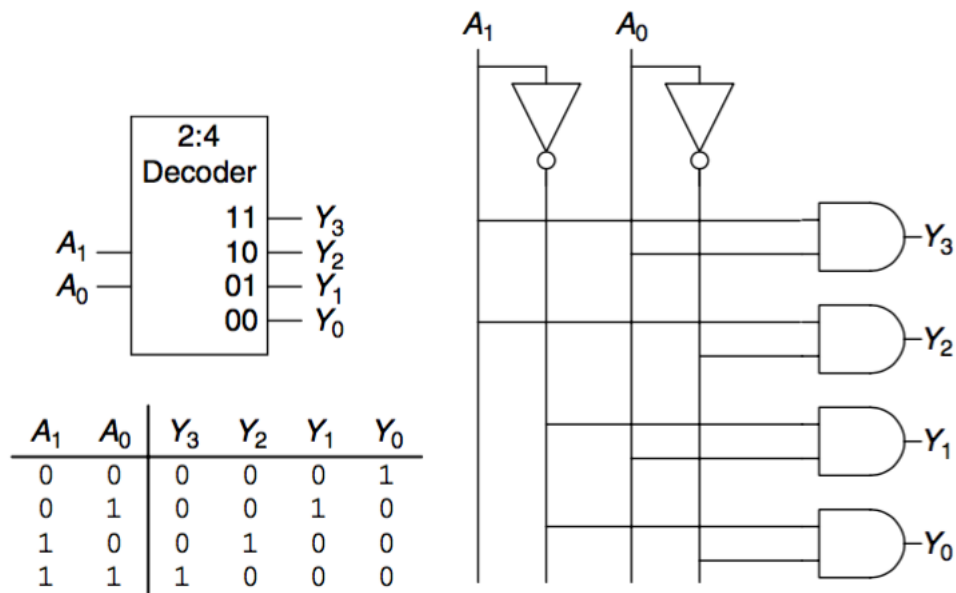 2:4
Decoder
11 Y3
A1 10 Y2
A0 01 Y1
00 Y0
A1 A0 Y3 Y2 Y1 Y0
0 0 0 0 0 1
0 1 0 0 1 0
1 0 0 1 0 0
1 1 1 0 0 0
A1 A0
Y3
Y2
Y1
Y0